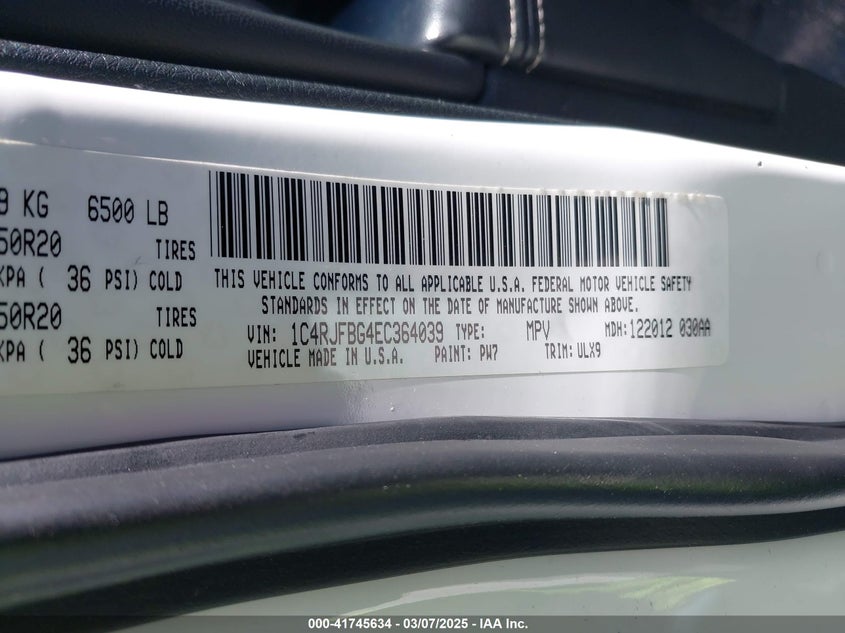 9 KG 6500 LB
50R20 TIRES
KPA ( 36 PSI) COLD
50R20 TIRES
KPA ( 36 PSI) COLD
THIS VEHICLE CONFORMS TO ALL APPLICABLE U.S.A. FEDERAL MOTOR VEHICLE SAFETY
STANDARDS IN EFFECT ON THE DATE OF MANUFACTURE SHOWN ABOVE.
VIN: 1C4RJFBG4EC364039 TYPE: MPV MDH: 122012 030AA
VEHICLE MADE IN U.S.A. PAINT: PW7 TRIM: ULX9
000-41745634 — 03/07/2025 — IAA Inc.